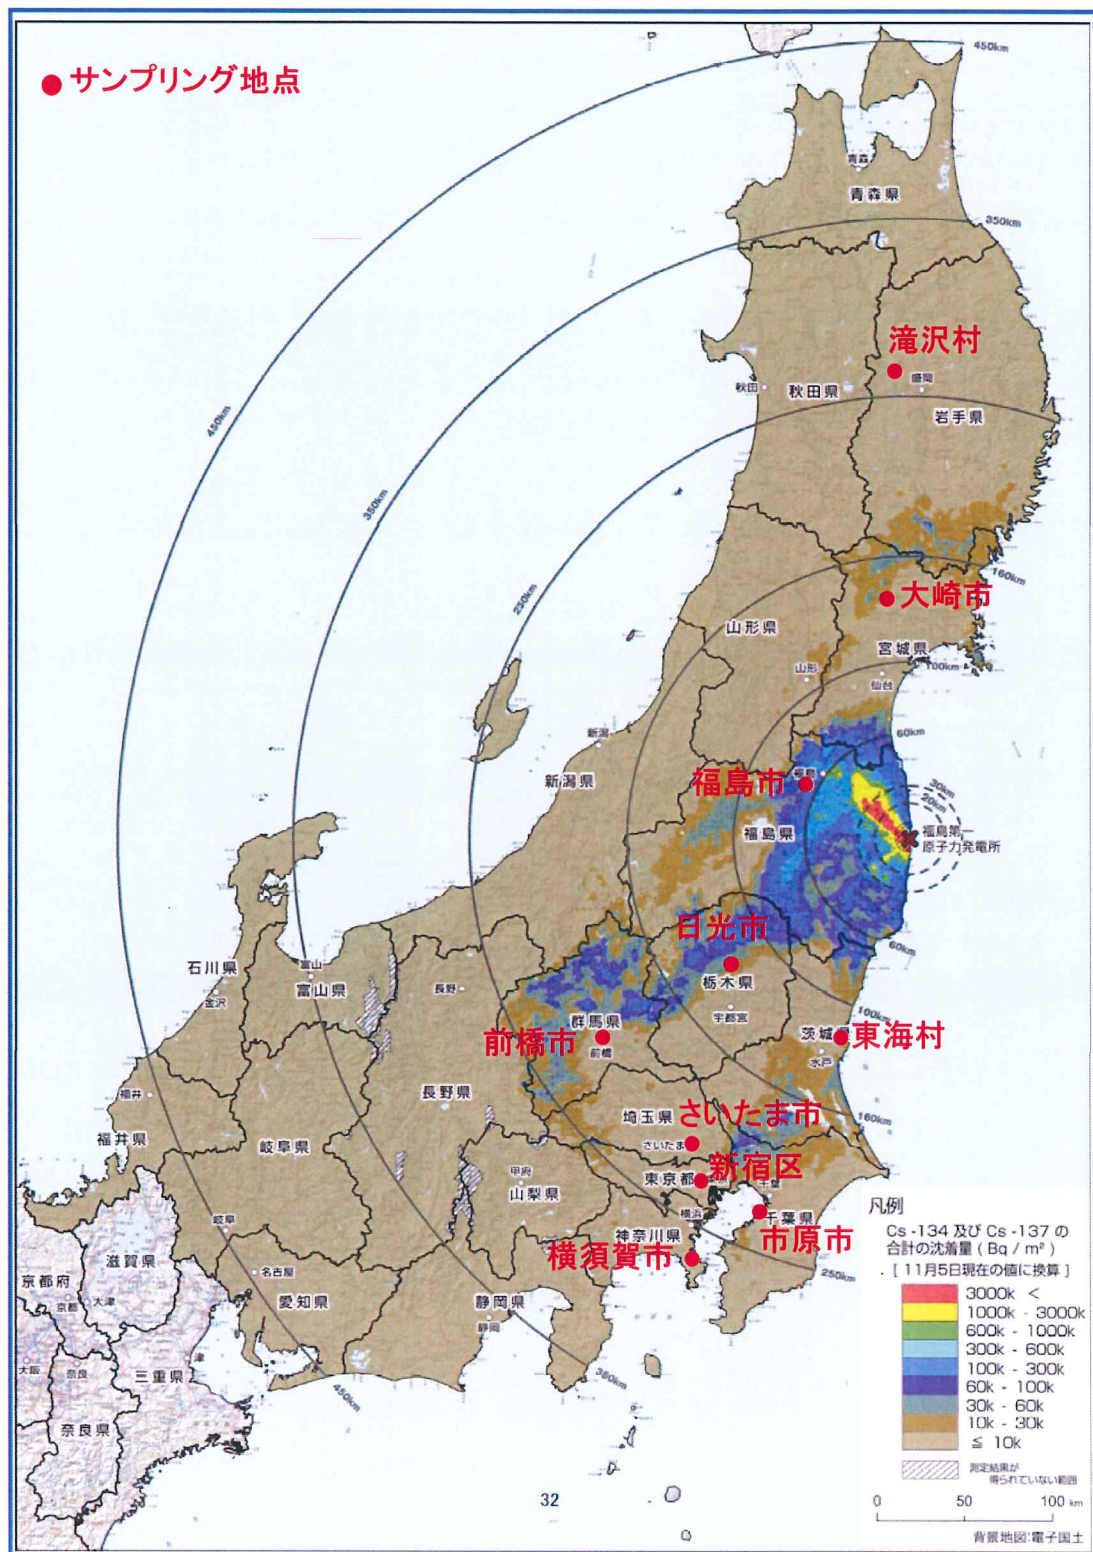 450km
サンプリング地点
青森
青森県
350km
滝沢村
盛岡
秋田
秋田県
岩手県
450km
350km
250km
160km
大崎市
山形県
宮城県
100km
山形
仙台
60km
新潟
新潟県
福島市
福島
福島県
30km
20km
福島第一
原子力発電所
日光市
60km
石川県
金沢
富山
富山県
長野
栃木県
宇都宮
100km
群馬県
前橋市
前橋
茨城県
東海村
水戸
長野県
福井
福井県
岐阜県
埼玉県
さいたま市
さいたま
160km
東京都
新宿区
千葉
甲府
山梨県
横浜
神奈川県
千葉県
市原市
横須賀市
250km
岐阜
滋賀県
名古屋
京都府
京都
大津
愛知県
静岡県
静岡
350km
津
大阪
奈良
三重県
450km
奈良県
凡例
Cs -134 及び Cs -137 の
合計の沈着量 ( Bq / m² )
[ 11月5日現在の値に換算 ]
3000k <
1000k - 3000k
600k - 1000k
300k - 600k
100k - 300k
60k - 100k
30k - 60k
10k - 30k
≦ 10k
測定結果が
得られていない範囲
0 50 100 km
背景地図:電子国土
32